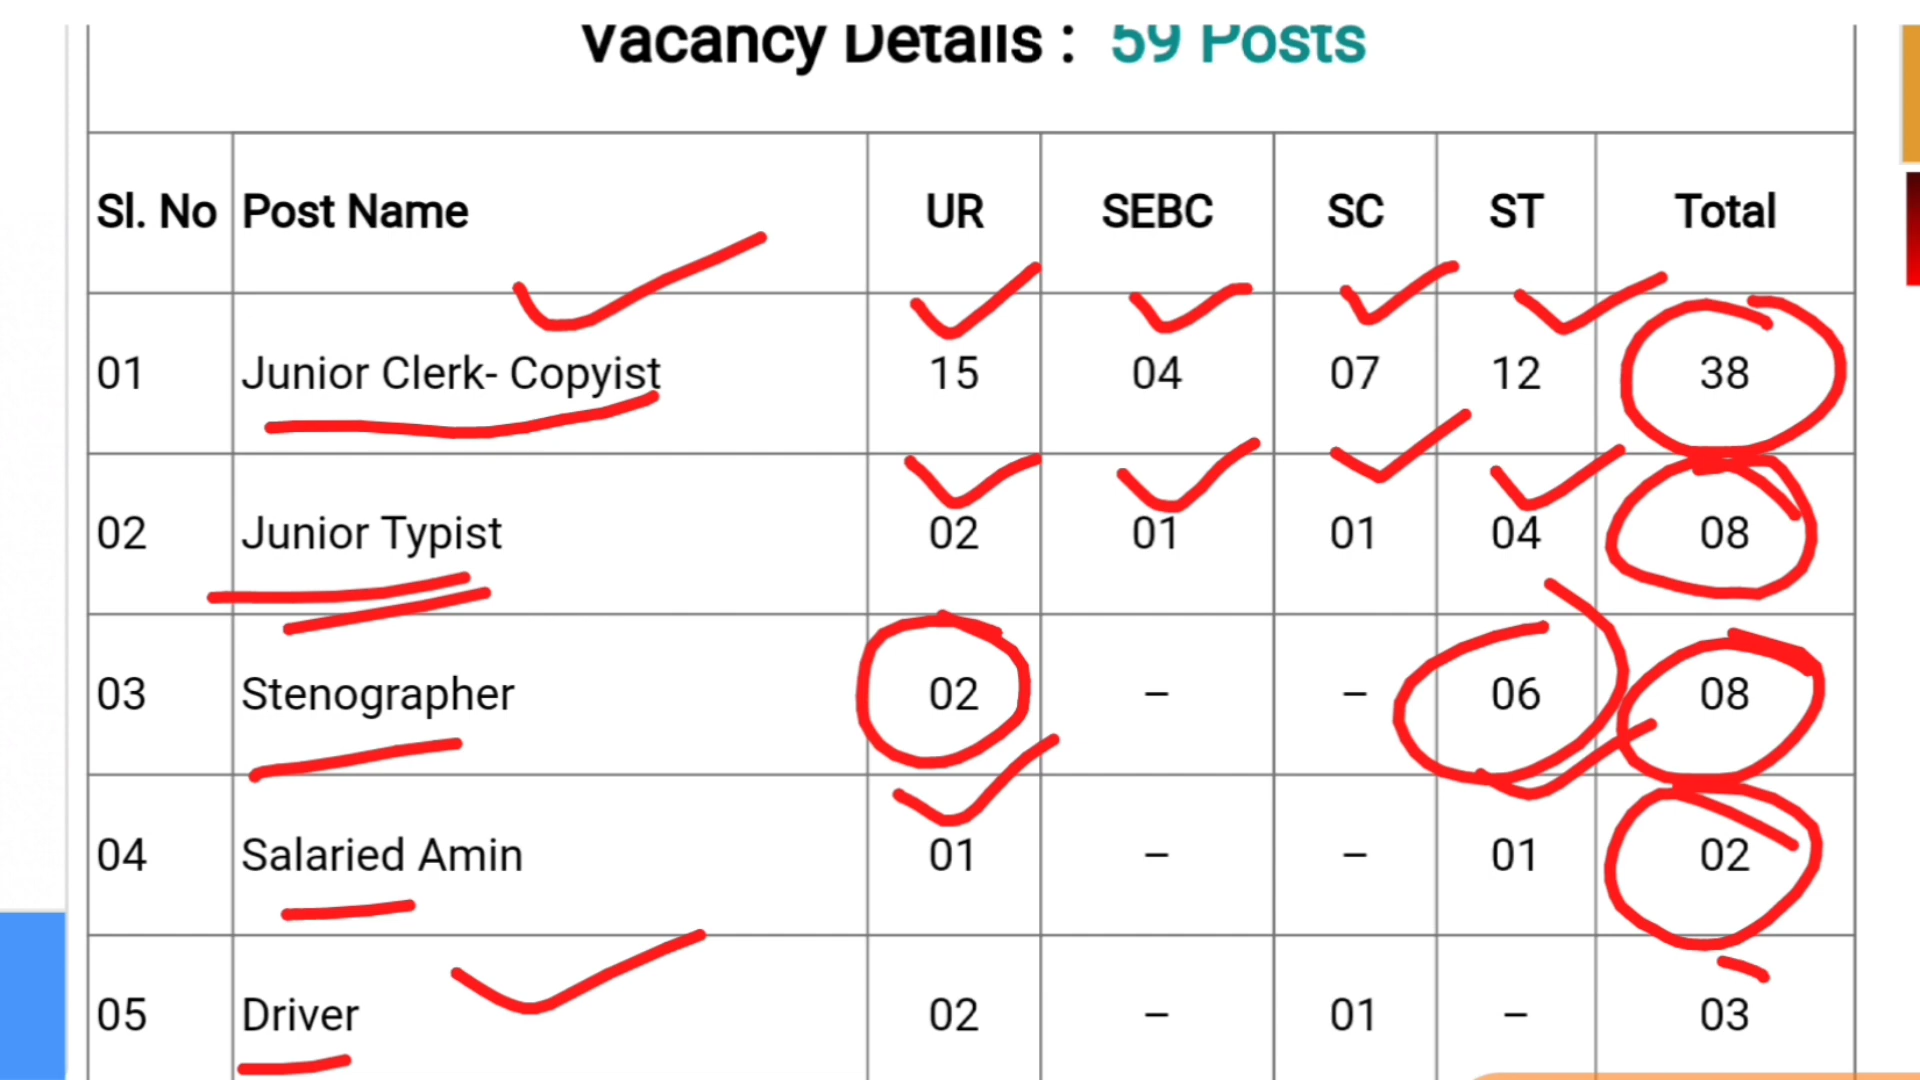 Vacancy Details : 59 Posts
Sl. No Post Name UR SEBC SC ST Total
01 Junior Clerk- Copyist 15 04 07 12 38
02 Junior Typist 02 01 01 04 08
03 Stenographer 02 – – 06 08
04 Salaried Amin 01 – – 01 02
05 Driver 02 – 01 – 03